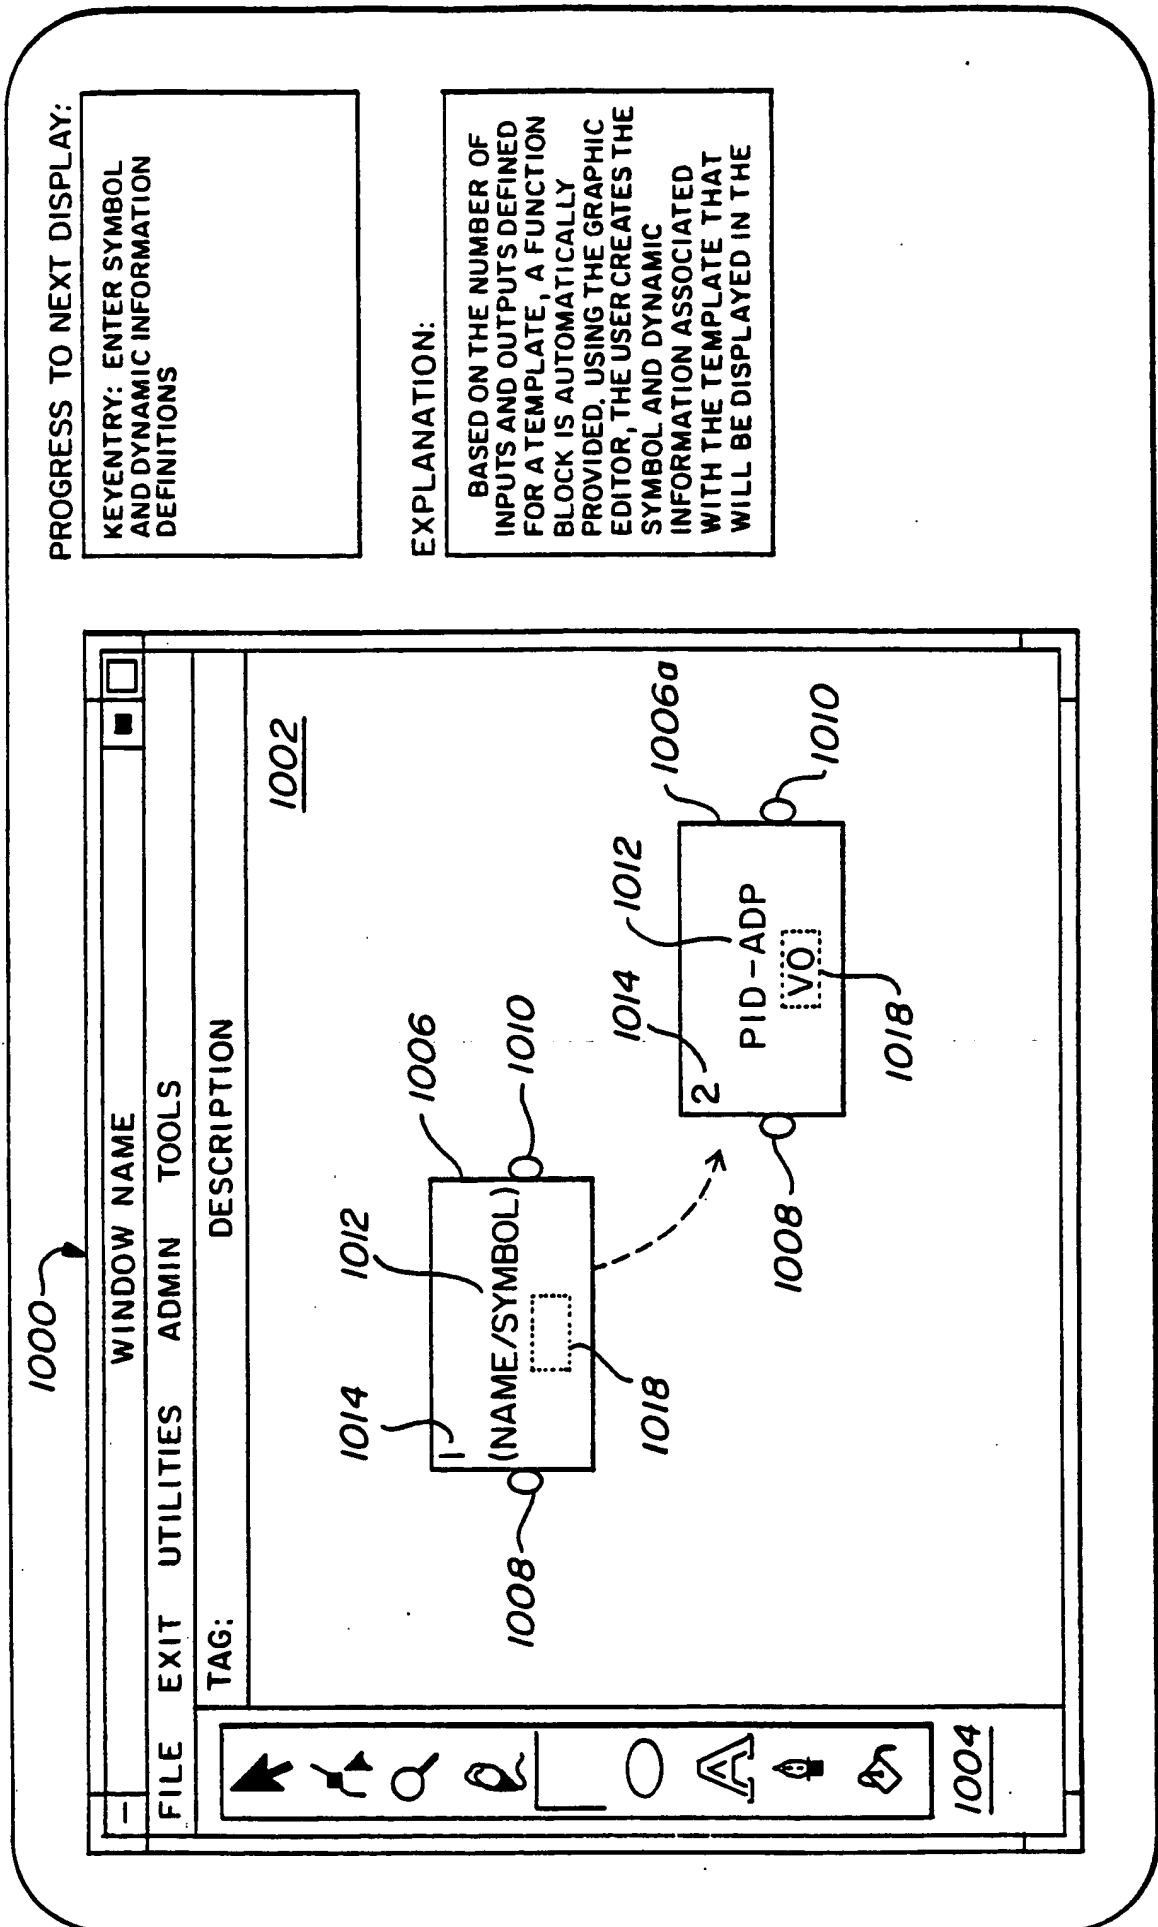 1000
WINDOW NAME
FILE EXIT UTILITIES ADMIN TOOLS
TAG: DESCRIPTION
1002
1004
1014
1012
1006
1
(NAME/SYMBOL)
1008
1010
1018
1014
1012
1006a
2
PID-ADP
VO
1008
1010
1018
PROGRESS TO NEXT DISPLAY:
KEYENTRY: ENTER SYMBOL
AND DYNAMIC INFORMATION
DEFINITIONS
EXPLANATION:
BASED ON THE NUMBER OF
INPUTS AND OUTPUTS DEFINED
FOR A TEMPLATE, A FUNCTION
BLOCK IS AUTOMATICALLY
PROVIDED. USING THE GRAPHIC
EDITOR, THE USER CREATES THE
SYMBOL AND DYNAMIC
INFORMATION ASSOCIATED
WITH THE TEMPLATE THAT
WILL BE DISPLAYED IN THE